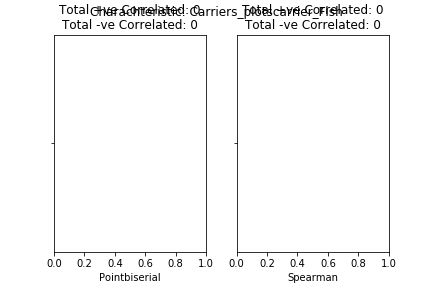 Charachteristic: Carriers_plotscarrier_Fish
Total +ve Correlated: 0
Total -ve Correlated: 0
0.0 0.2 0.4 0.6 0.8 1.0
Pointbiserial
Total +ve Correlated: 0
Total -ve Correlated: 0
0.0 0.2 0.4 0.6 0.8 1.0
Spearman